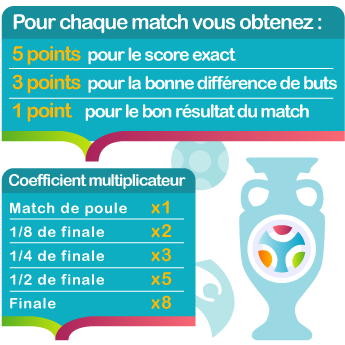 Pour chaque match vous obtenez :
5 points pour le score exact
3 points pour la bonne différence de buts
1 point pour le bon résultat du match
Coefficient multiplicateur
Match de poule x1
1/8 de finale x2
1/4 de finale x3
1/2 de finale x5
Finale x8